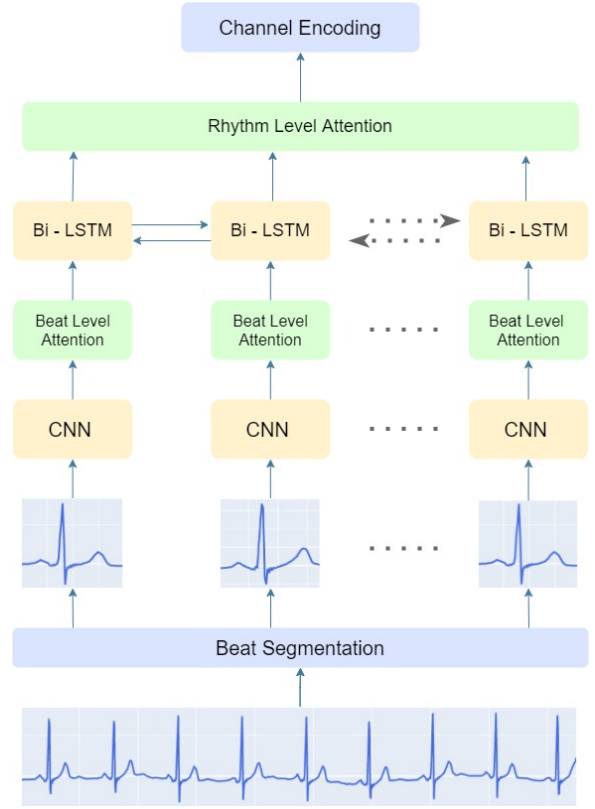 Channel Encoding
Rhythm Level Attention
Bi - LSTM
Bi - LSTM
Bi - LSTM
Beat Level
Attention
Beat Level
Attention
Beat Level
Attention
CNN
CNN
CNN
Beat Segmentation